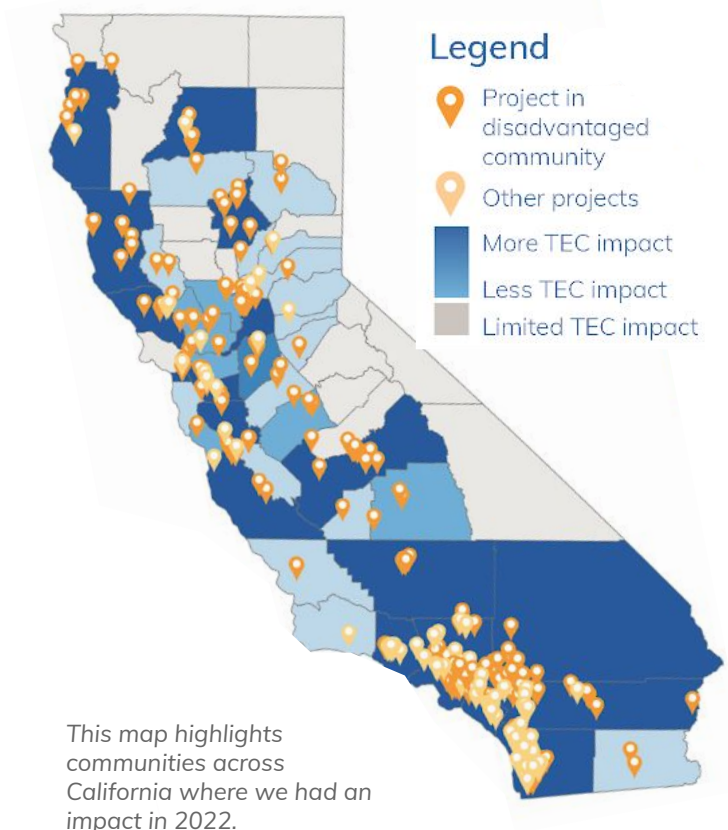 Legend
Project in
disadvantaged
community
Other projects
More TEC impact
Less TEC impact
Limited TEC impact
This map highlights
communities across
California where we had an
impact in 2022.